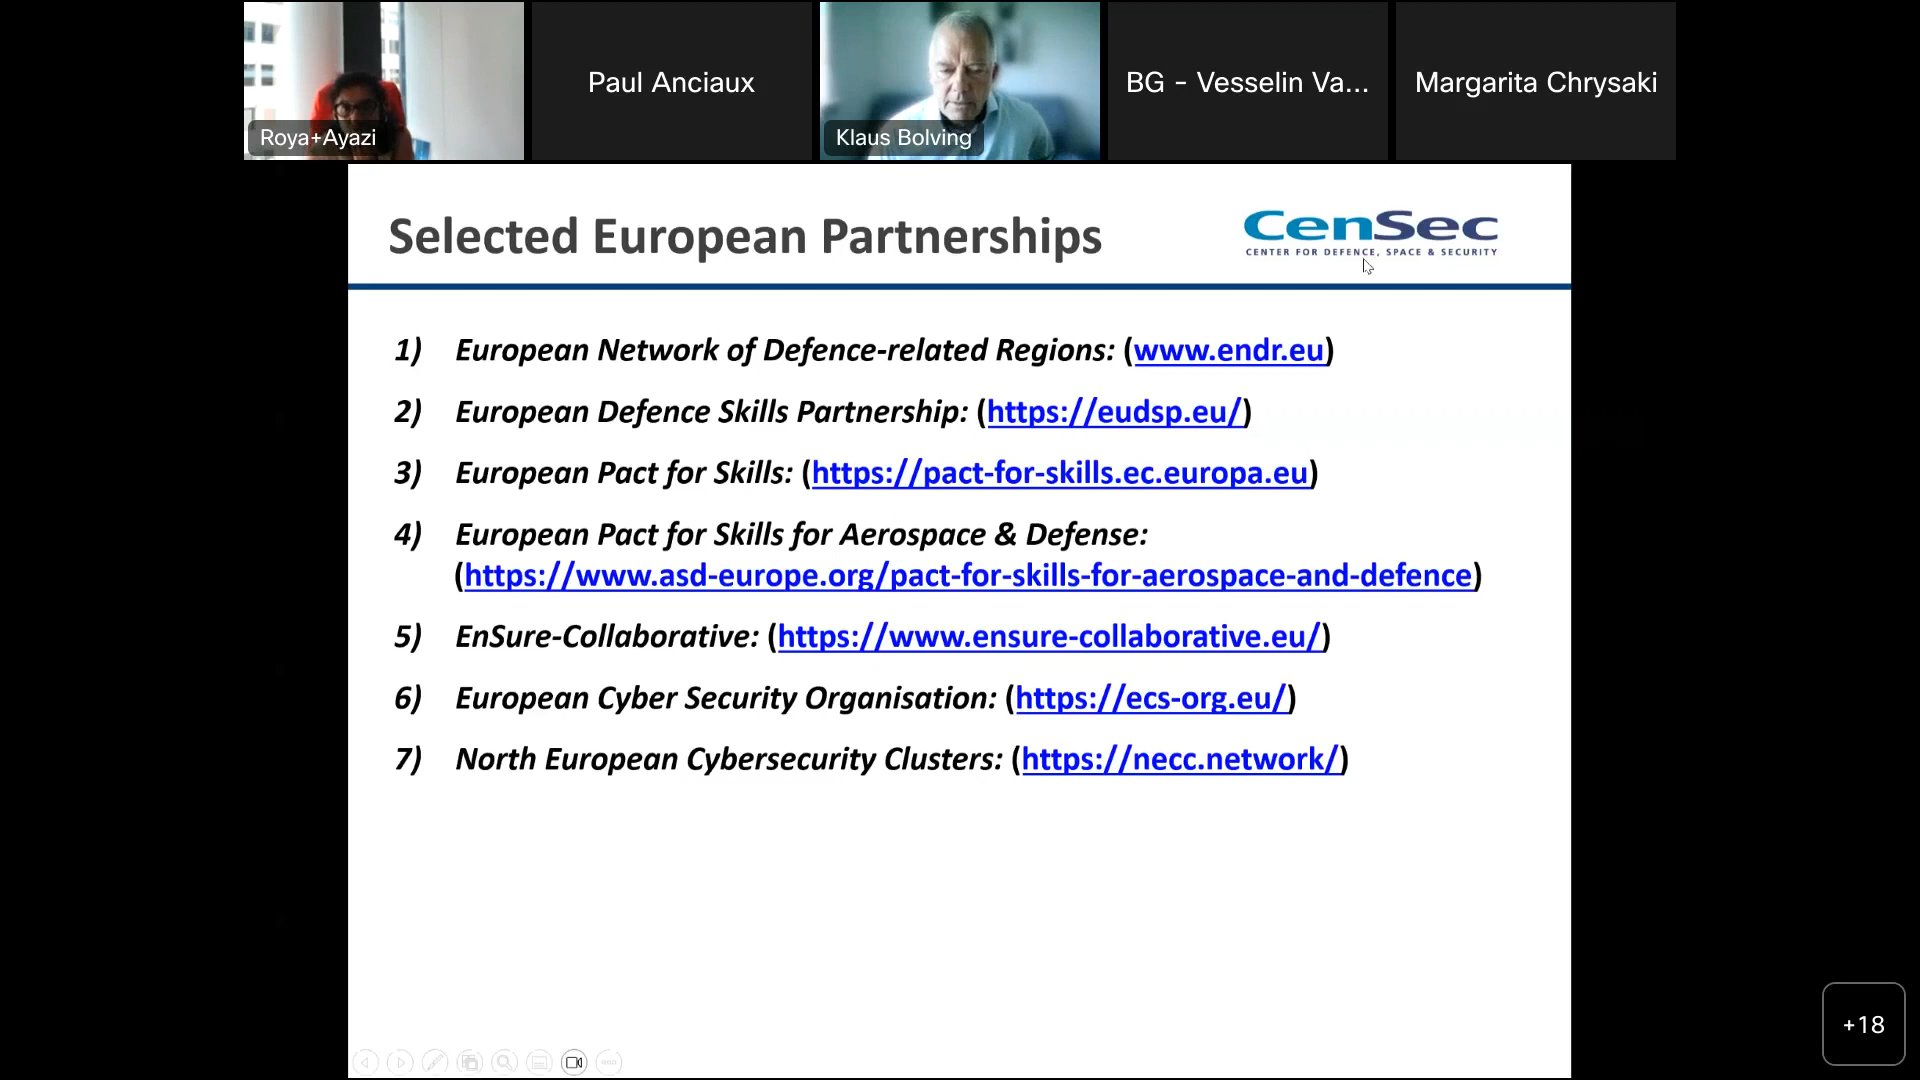 Roya+Ayazi
Paul Anciaux
Klaus Bolving
BG - Vesselin Va...
Margarita Chrysaki
Selected European Partnerships
CenSec
CENTER FOR DEFENCE, SPACE & SECURITY
1) European Network of Defence-related Regions: (www.endr.eu)
2) European Defence Skills Partnership: (https://eudsp.eu/)
3) European Pact for Skills: (https://pact-for-skills.ec.europa.eu)
4) European Pact for Skills for Aerospace & Defense:
(https://www.asd-europe.org/pact-for-skills-for-aerospace-and-defence)
5) EnSure-Collaborative: (https://www.ensure-collaborative.eu/)
6) European Cyber Security Organisation: (https://ecs-org.eu/)
7) North European Cybersecurity Clusters: (https://necc.network/)
+18